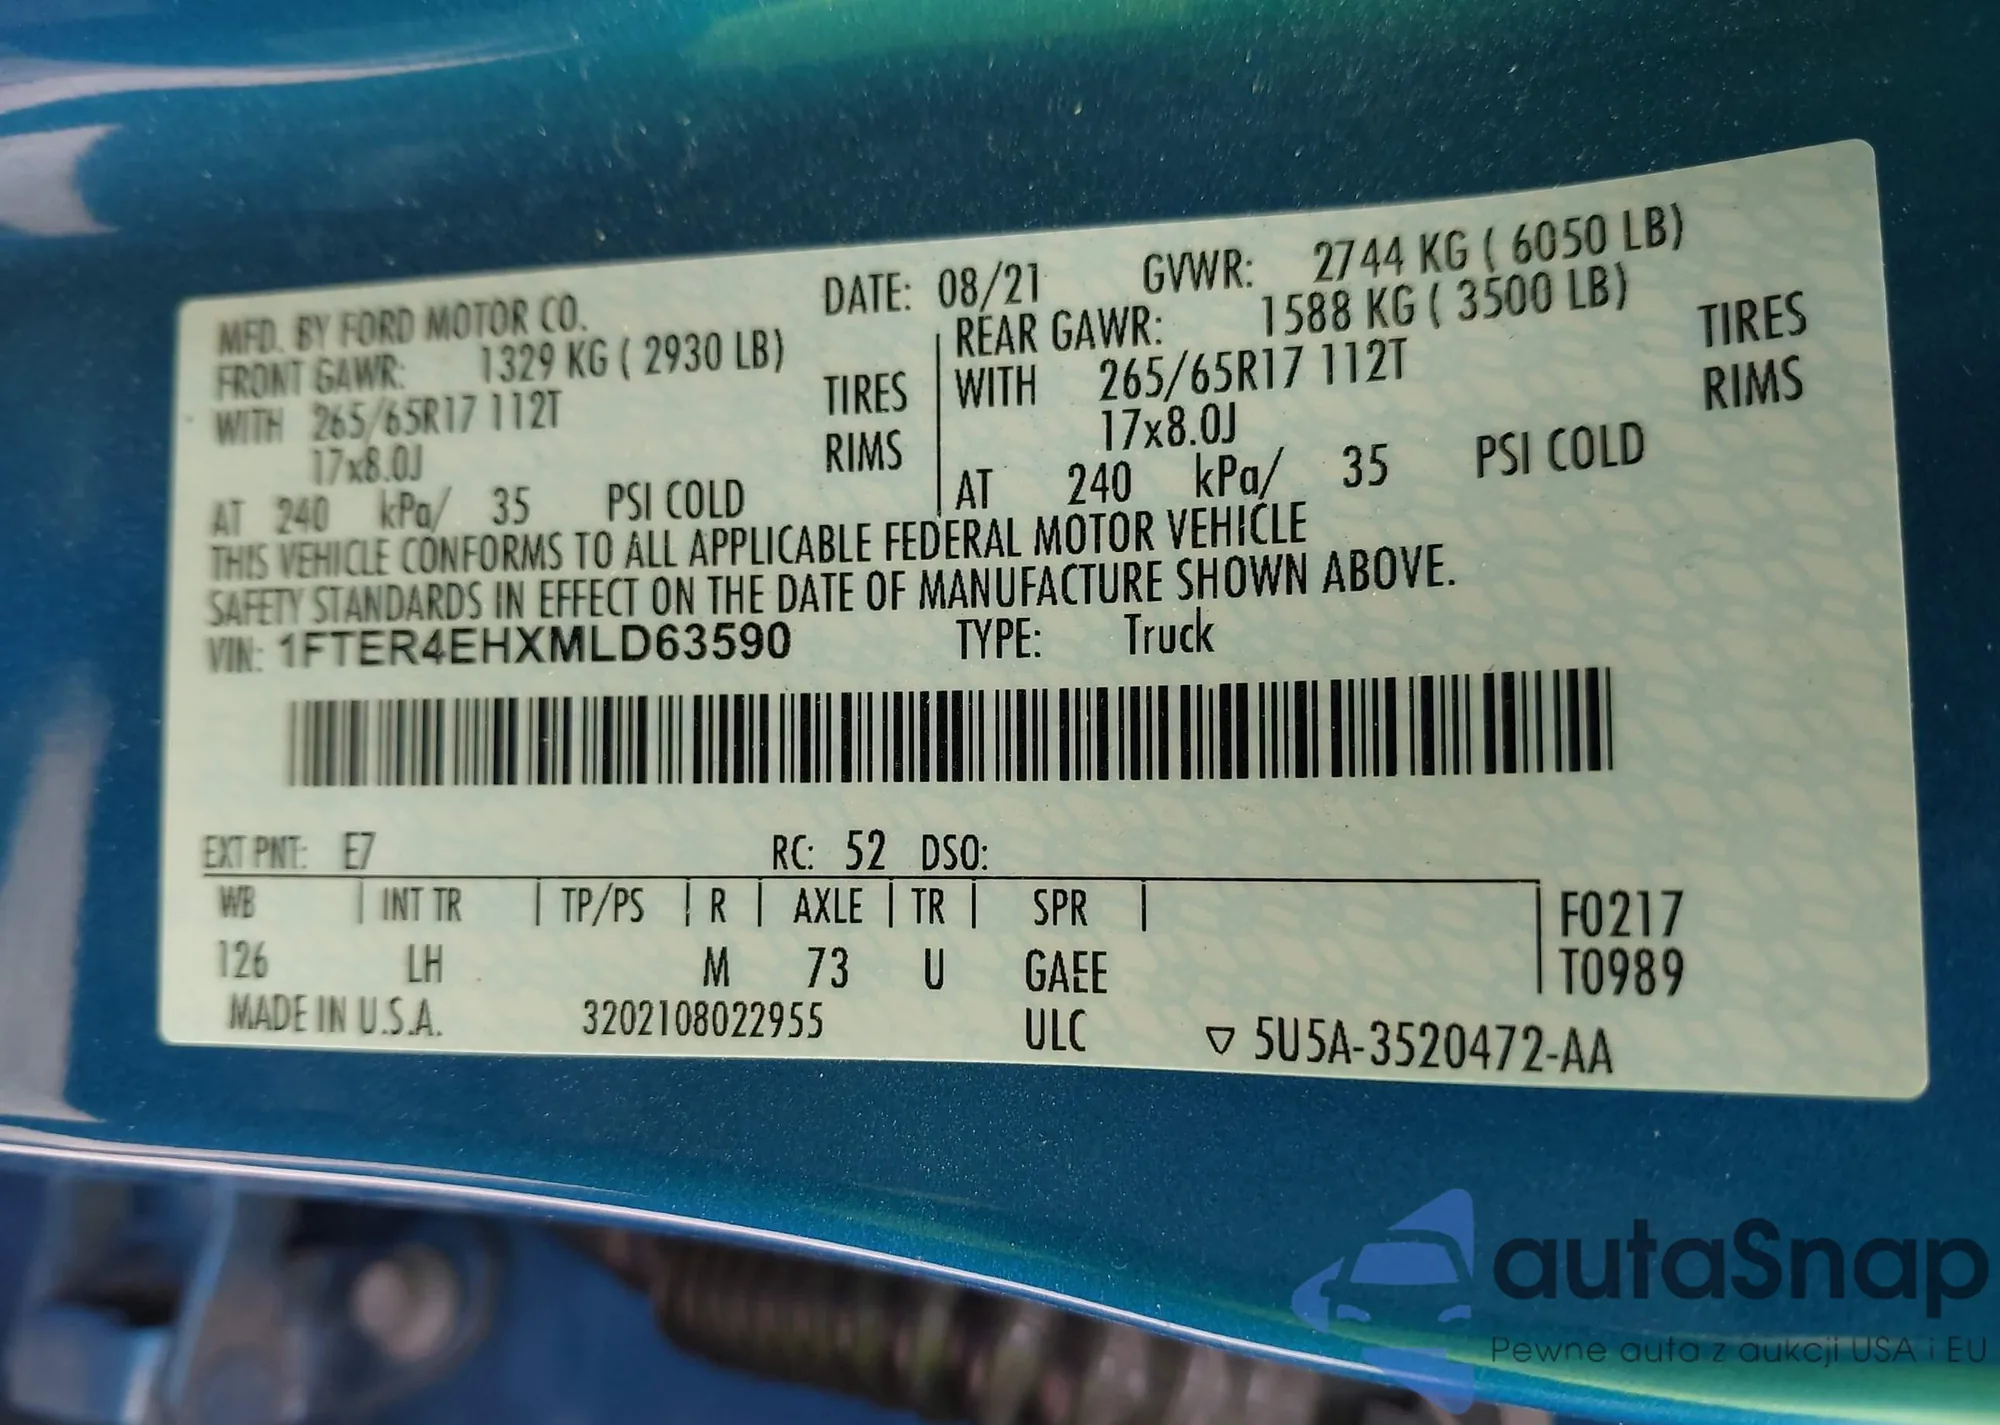 MFD. BY FORD MOTOR CO. DATE: 08/21 GVWR: 2744 KG ( 6050 LB)
FRONT GAWR: 1329 KG ( 2930 LB) REAR GAWR: 1588 KG ( 3500 LB)
WITH 265/65R17 112T TIRES WITH 265/65R17 112T TIRES
17x8.0J RIMS 17x8.0J RIMS
AT 240 kPa/ 35 PSI COLD AT 240 kPa/ 35 PSI COLD
THIS VEHICLE CONFORMS TO ALL APPLICABLE FEDERAL MOTOR VEHICLE
SAFETY STANDARDS IN EFFECT ON THE DATE OF MANUFACTURE SHOWN ABOVE.
VIN: 1FTER4EHXMLD63590 TYPE: Truck
EXT PNT: E7 RC: 52 DSO:
WB INT TR TP/PS R AXLE TR SPR F0217
126 LH M 73 U GAEE T0989
MADE IN U.S.A. 3202108022955 ULC ▽ 5U5A-3520472-AA
autaSnap
Pewne auta z aukcji USA i EU